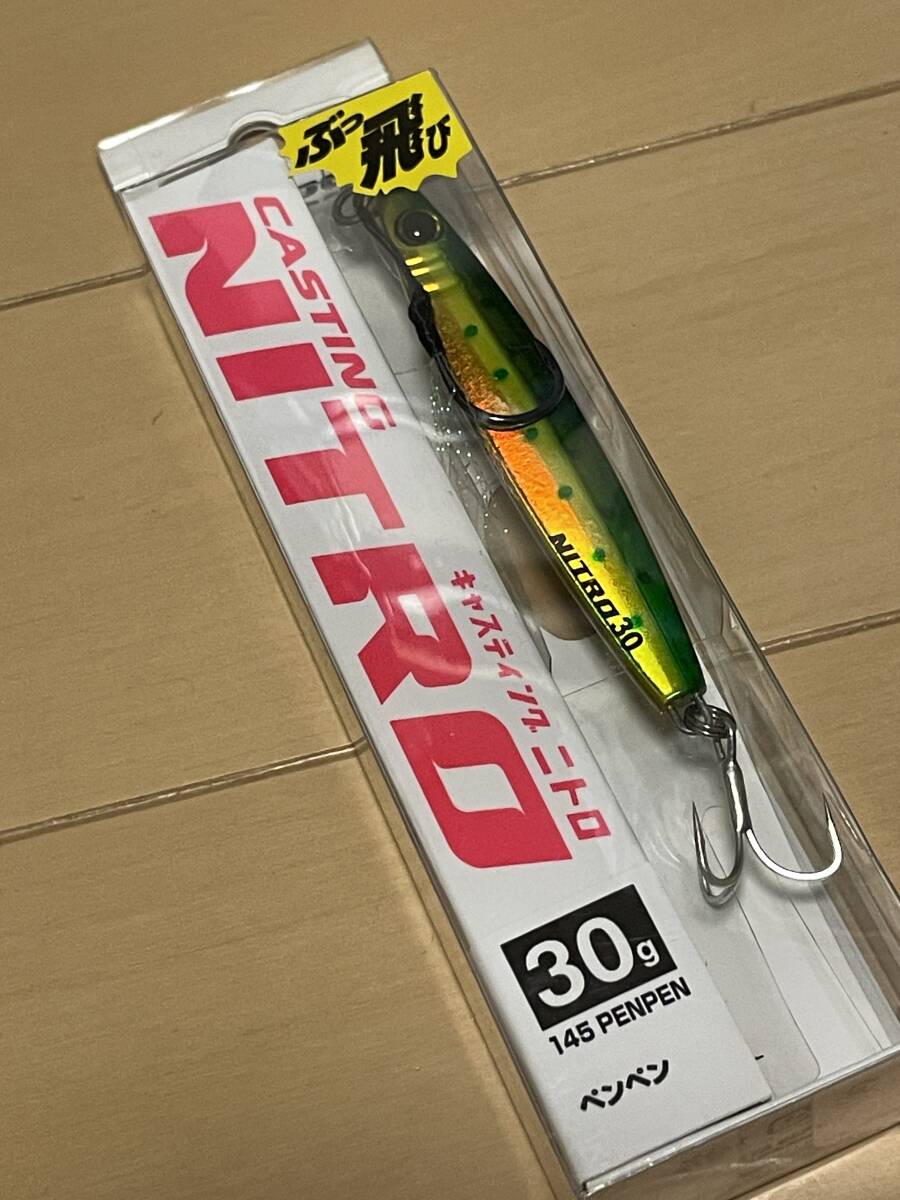 ぶっ飛び
CASTING
NITRO
キャスティング ニトロ
NITRO30
30g
145 PENPEN
ペンペン